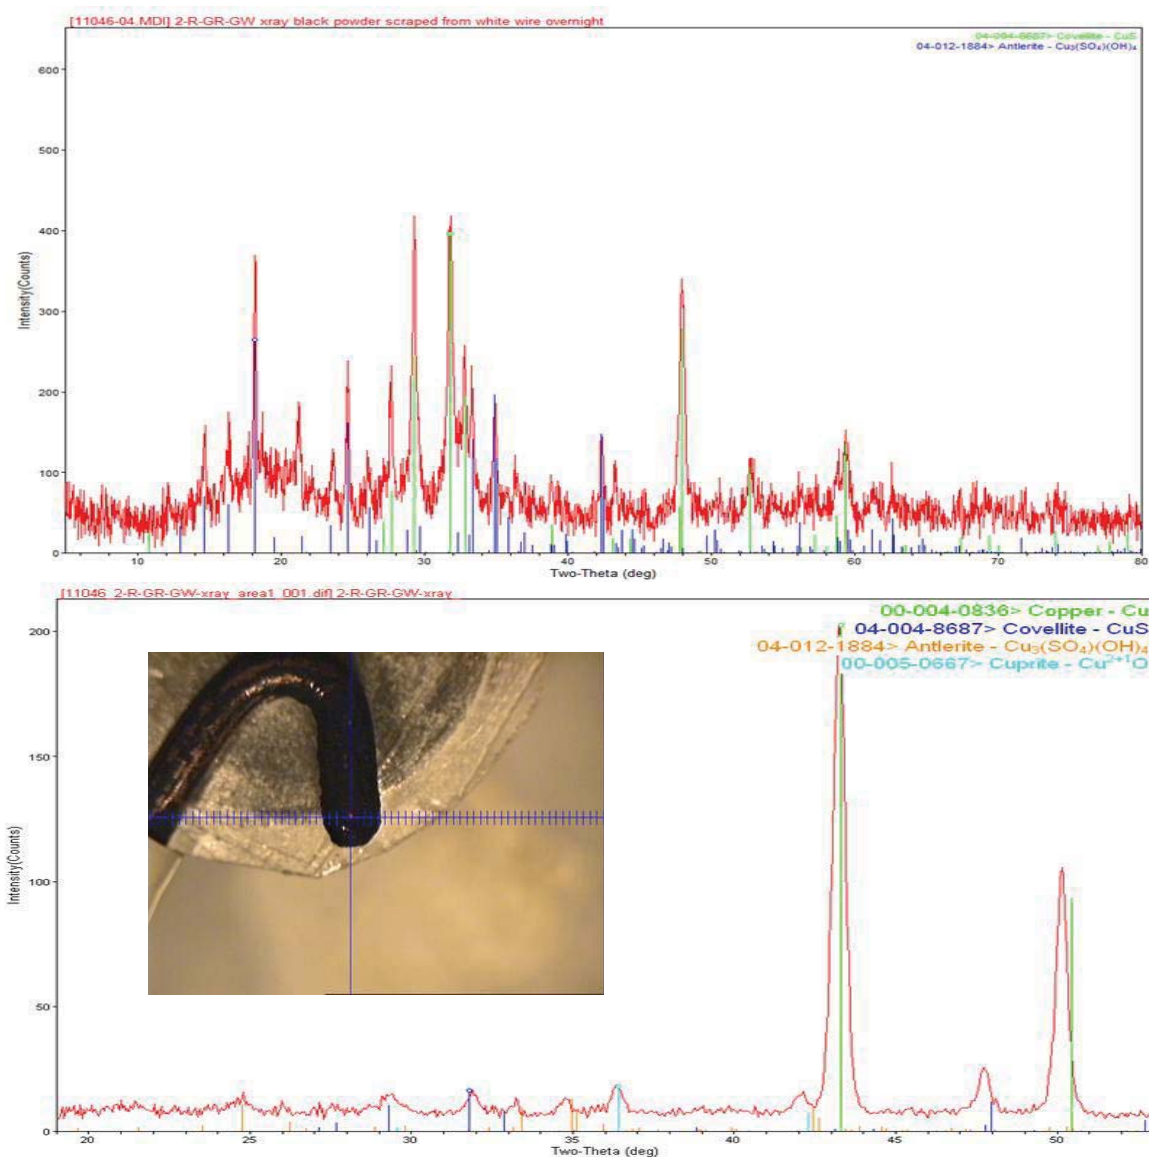 [11046-04.MDI] 2-R-GR-GW xray black powder scraped from white wire overnight
04-004-8687> Covellite - CuS
04-012-1884> Antlerite - Cu₃(SO₄)(OH)₄
600
500
400
300
200
100
0
Intensity(Counts)
10 20 30 40 50 60 70 80
Two-Theta (deg)
[11046_2-R-GR-GW-xray_area1_001.dif] 2-R-GR-GW-xray
00-004-0836> Copper - Cu
04-004-8687> Covellite - CuS
04-012-1884> Antlerite - Cu₃(SO₄)(OH)₄
00-005-0667> Cuprite - Cu²⁺¹O
200
150
100
50
0
Intensity(Counts)
20 25 30 35 40 45 50
Two-Theta (deg)